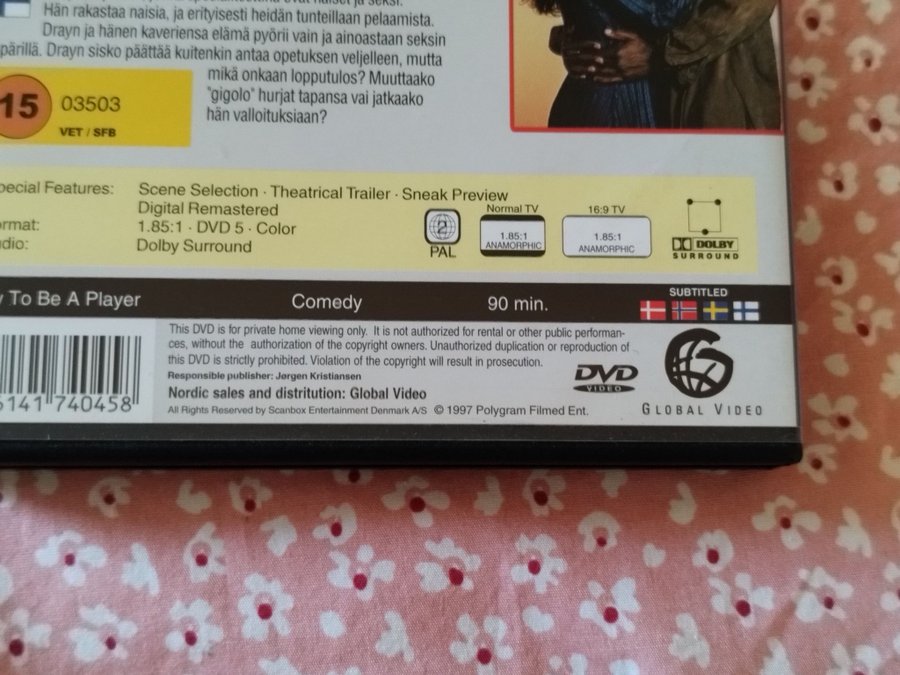 Hän rakastaa naisia, ja erityisesti heidän tunteillaan pelaamista.
Drayn ja hänen kaveriensa elämä pyörii vain ja ainoastaan seksin
pärillä. Drayn sisko päättää kuitenkin antaa opetuksen veljelleen, mutta
mikä onkaan lopputulos? Muuttaako
"gigolo" hurjat tapansa vai jatkaako
hän valloituksiaan?
15 03503
VET / SFB
pecial Features: Scene Selection · Theatrical Trailer · Sneak Preview
Digital Remastered
rmat: 1.85:1 · DVD 5 · Color
dio: Dolby Surround
2
PAL
Normal TV
1.85:1
ANAMORPHIC
16:9 TV
1.85:1
ANAMORPHIC
DOLBY
SURROUND
y To Be A Player Comedy 90 min.
SUBTITLED
This DVD is for private home viewing only. It is not authorized for rental or other public performan-
ces, without the authorization of the copyright owners. Unauthorized duplication or reproduction of
this DVD is strictly prohibited. Violation of the copyright will result in prosecution.
Responsible publisher: Jørgen Kristiansen
Nordic sales and distritution: Global Video
All Rights Reserved by Scanbox Entertainment Denmark A/S © 1997 Polygram Filmed Ent.
6141 740458
DVD
VIDEO
GLOBAL VIDEO